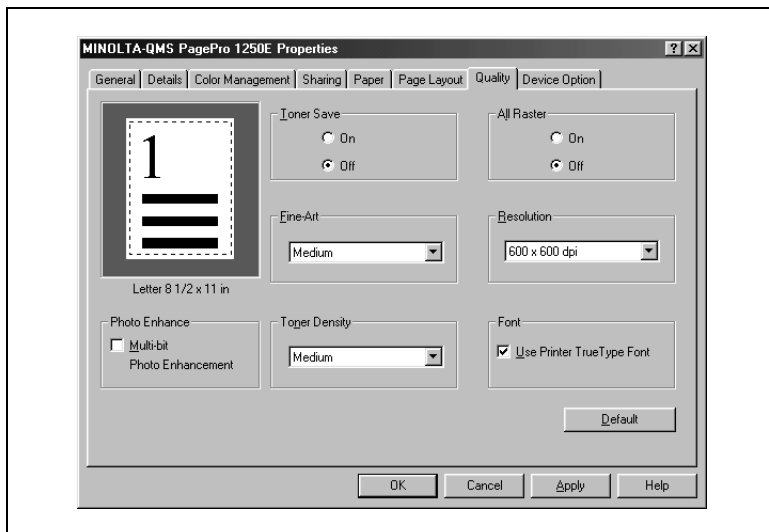 MINOLTA-QMS PagePro 1250E Properties
General Details Color Management Sharing Paper Page Layout Quality Device Option
1
Letter 8 1/2 x 11 in
Toner Save
On
Off
All Raster
On
Off
Fine-Art
Medium
Resolution
600 x 600 dpi
Photo Enhance
Multi-bit
Photo Enhancement
Toner Density
Medium
Font
Use Printer TrueType Font
Default
OK Cancel Apply Help